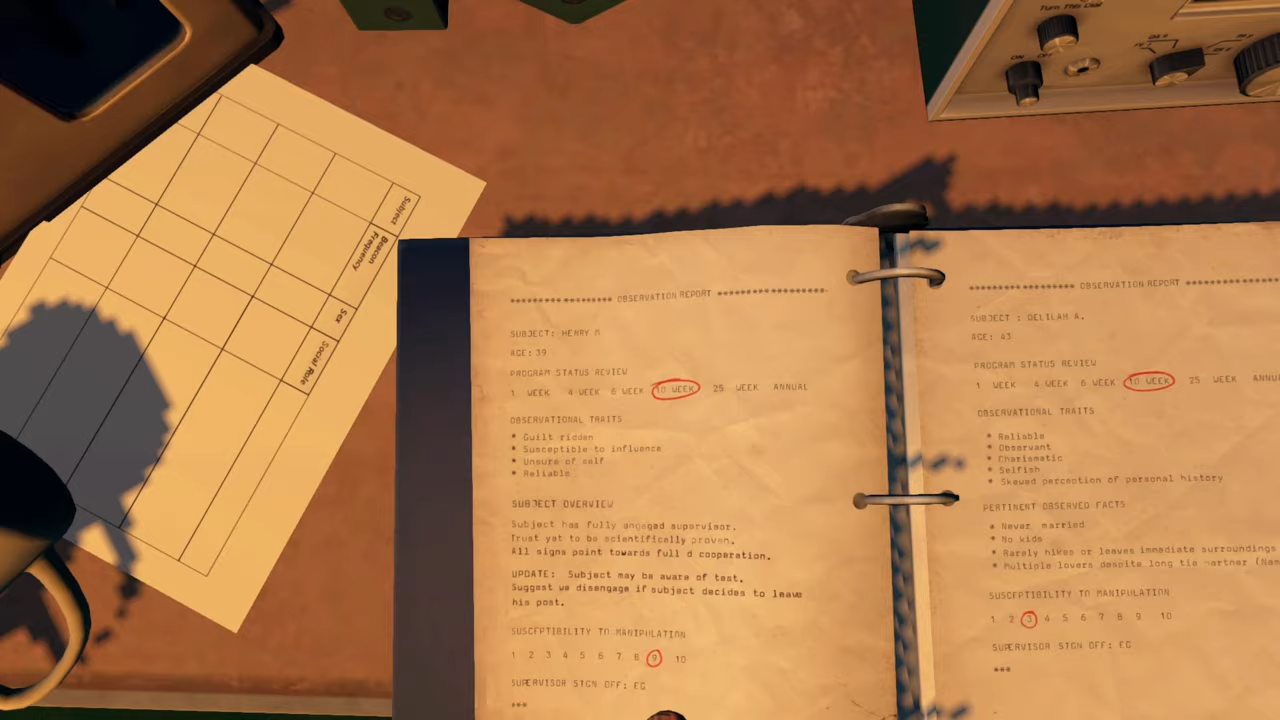 Turn This Dial
ON
Subject
Beacon
Frequency
Sex
Social Role
******************** OBSERVATION REPORT ********************
SUBJECT: HENRY M
AGE: 39
PROGRAM STATUS REVIEW
1 WEEK 4 WEEK 6 WEEK 10 WEEK 25 WEEK ANNUAL
OBSERVATIONAL TRAITS
* Guilt ridden
* Susceptible to influence
* Unsure of self
* Reliable
SUBJECT OVERVIEW
Subject has fully engaged supervisor.
Trust yet to be scientifically proven.
All signs point towards full d cooperation.
UPDATE: Subject may be aware of test.
Suggest we disengage if subject decides to leave
his post.
SUSCEPTIBILITY TO MANIPULATION
1 2 3 4 5 6 7 8 9 10
SUPERVISOR SIGN OFF: EG
***
******************** OBSERVATION REPORT ******************
SUBJECT : DELILAH A.
AGE: 43
PROGRAM STATUS REVIEW
1 WEEK 4 WEEK 6 WEEK 10 WEEK 25 WEEK ANNU
OBSERVATIONAL TRAITS
* Reliable
* Observant
* Charismatic
* Selfish
* Skewed perception of personal history
PERTINENT OBSERVED FACTS
* Never married
* No kids
* Rarely hikes or leaves immediate surroundings
* Multiple lovers despite long tie partner (Nam
SUSCEPTIBILITY TO MANIPULATION
1 2 3 4 5 6 7 8 9 10
SUPERVISOR SIGN OFF: EG
***